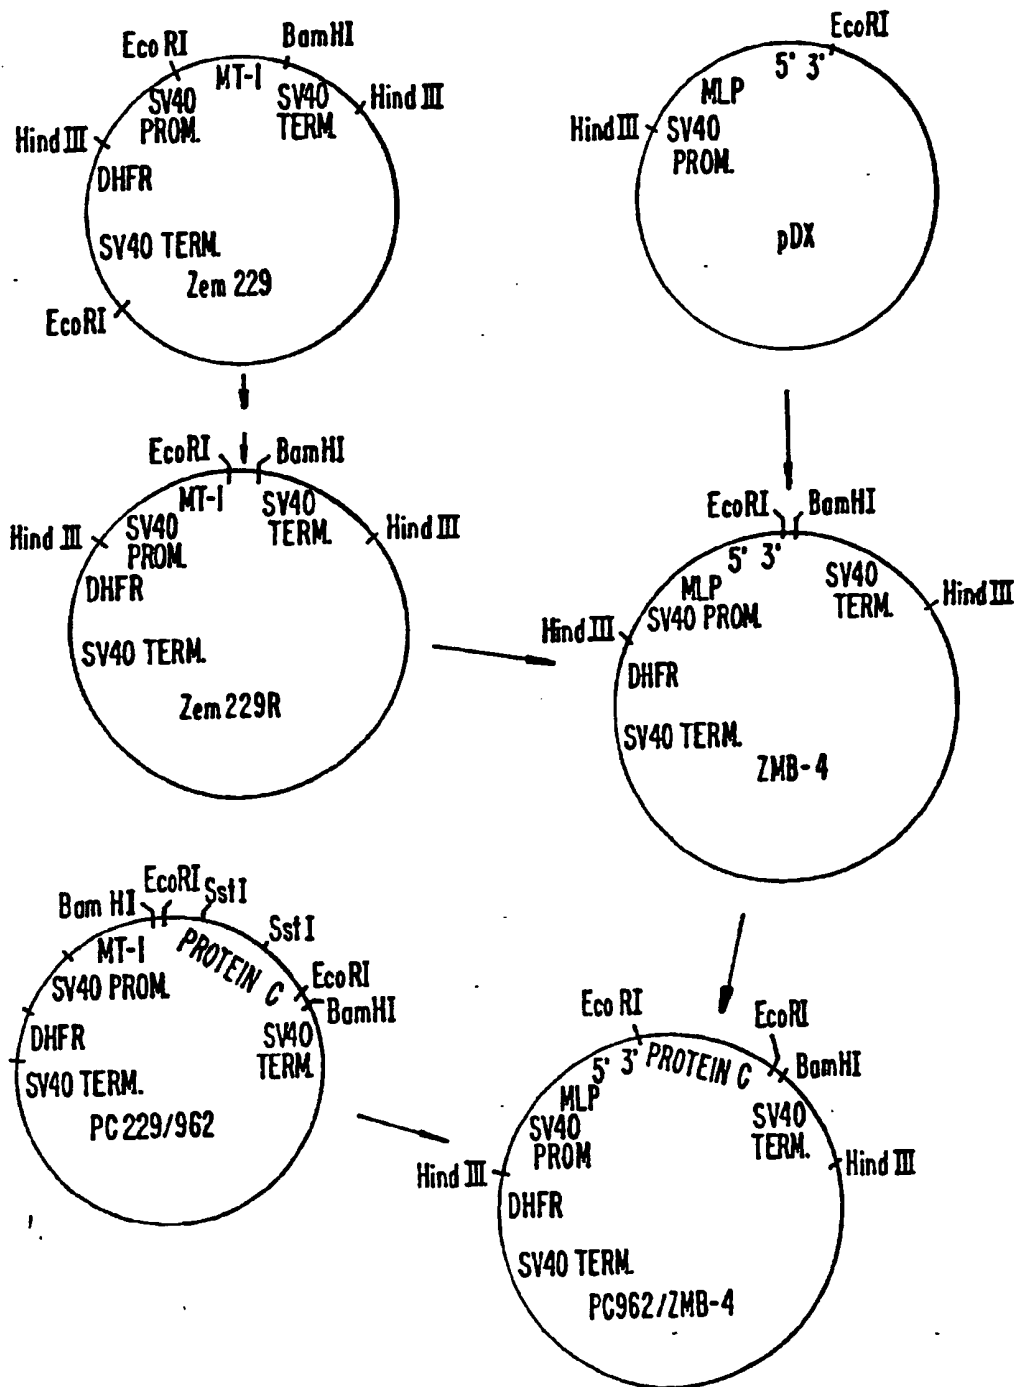 EcoRI
BamHI
MT-I
SV40
PROM.
SV40
TERM.
Hind III
Hind III
DHFR
SV40 TERM.
Zem 229
EcoRI
EcoRI
5' 3'
MLP
Hind III
SV40
PROM.
pDX
EcoRI
BamHI
MT-I
SV40
TERM.
Hind III
SV40
PROM.
Hind III
DHFR
SV40 TERM.
Zem 229R
EcoRI
BamHI
5' 3'
SV40
TERM.
MLP
SV40 PROM.
Hind III
Hind III
DHFR
SV40 TERM.
ZMB-4
Bam HI
EcoRI
SstI
SstI
MT-I
PROTEIN C
EcoRI
BamHI
SV40 PROM.
DHFR
SV40
TERM.
SV40 TERM.
PC 229/962
Eco RI
EcoRI
5' 3'
PROTEIN C
BamHI
MLP
SV40
PROM
SV40
TERM.
Hind III
Hind III
DHFR
SV40 TERM.
PC962/ZMB-4